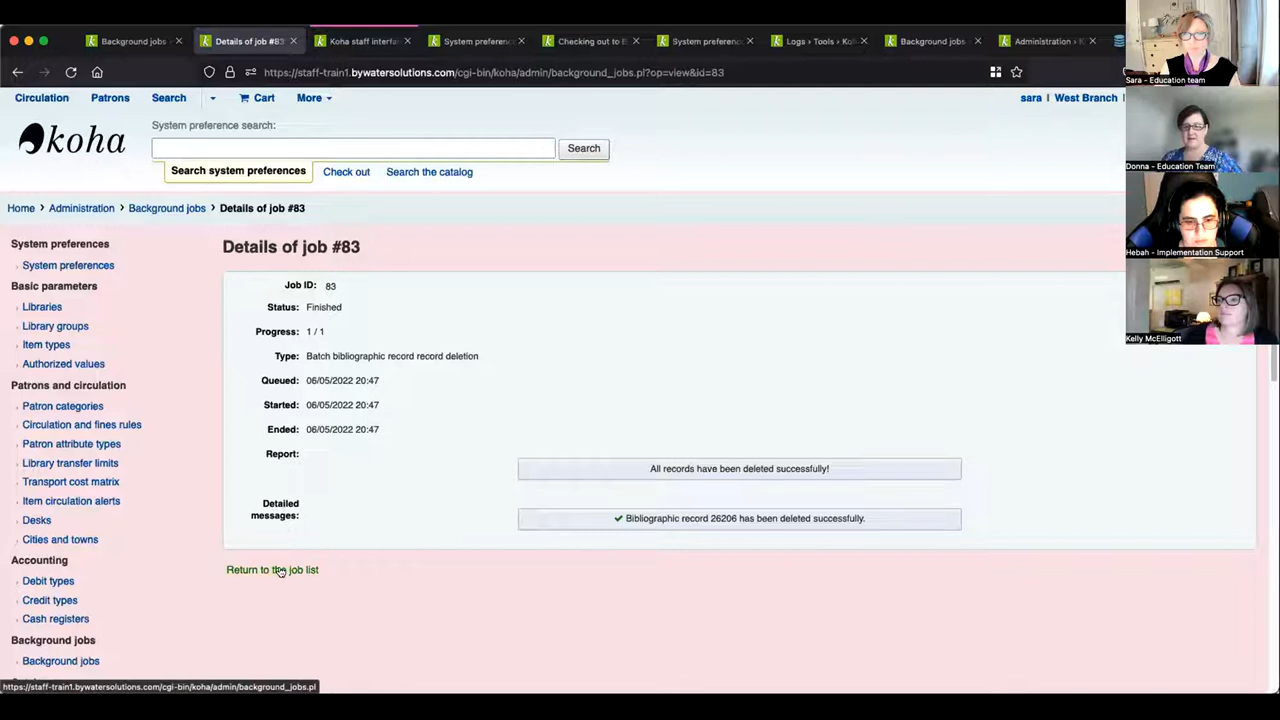 Background jobs
Details of job #83
Koha staff interfa
System preferenc
Checking out to
System preferenc
Logs › Tools › Ko
Background jobs
Administration ›
https://staff-train1.bywatersolutions.com/cgi-bin/koha/admin/background_jobs.pl?op=view&id=83
Circulation
Patrons
Search
Cart
More
sara | West Branch
koha
System preference search:
Search
Search system preferences
Check out
Search the catalog
Home › Administration › Background jobs › Details of job #83
System preferences
System preferences
Basic parameters
Libraries
Library groups
Item types
Authorized values
Patrons and circulation
Patron categories
Circulation and fines rules
Patron attribute types
Library transfer limits
Transport cost matrix
Item circulation alerts
Desks
Cities and towns
Accounting
Debit types
Credit types
Cash registers
Background jobs
Background jobs
Details of job #83
Job ID: 83
Status: Finished
Progress: 1 / 1
Type: Batch bibliographic record record deletion
Queued: 06/05/2022 20:47
Started: 06/05/2022 20:47
Ended: 06/05/2022 20:47
Report:
All records have been deleted successfully!
Detailed
messages:
✔ Bibliographic record 26206 has been deleted successfully.
Return to the job list
https://staff-train1.bywatersolutions.com/cgi-bin/koha/admin/background_jobs.pl
Sara - Education team
Donna - Education Team
Hebah - Implementation Support
Kelly McElligott